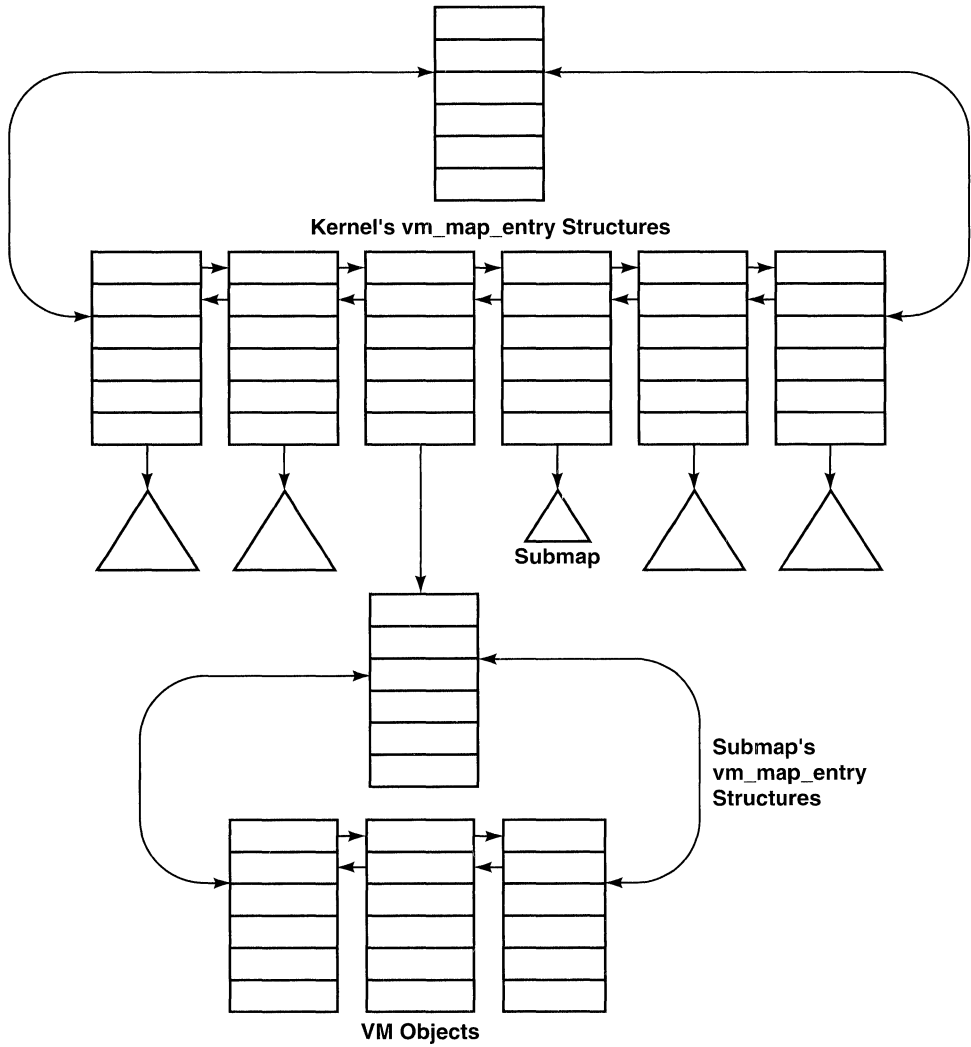 Kernel's vm_map_entry Structures
Submap
Submap's
vm_map_entry
Structures
VM Objects